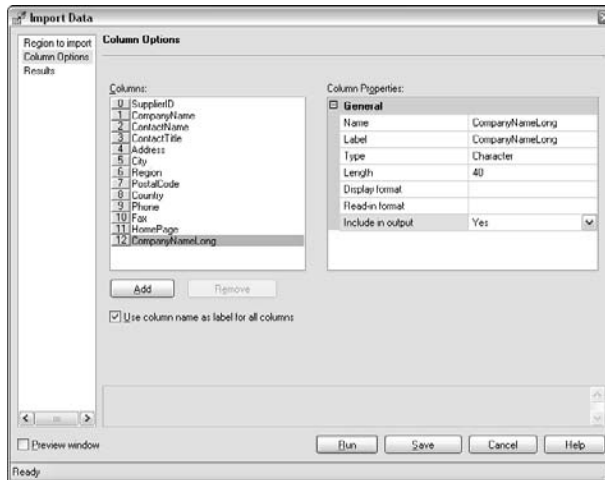 Import Data
Region to import
Column Options
Results
Column Options
Columns:
0 SupplierID
1 CompanyName
2 ContactName
3 ContactTitle
4 Address
5 City
6 Region
7 PostalCode
8 Country
9 Phone
10 Fax
11 HomePage
12 CompanyNameLong
Add Remove
Use column name as label for all columns
Column Properties:
General
Name CompanyNameLong
Label CompanyNameLong
Type Character
Length 40
Display format
Read-in format
Include in output Yes
Preview window
Run Save Cancel Help
Ready